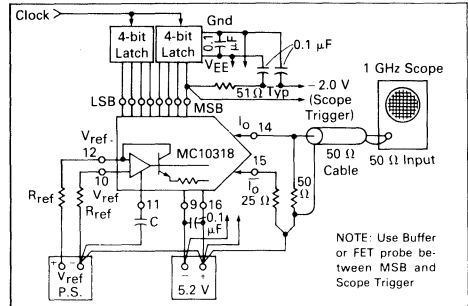 Clock
Gnd
4-bit
Latch
4-bit
Latch
0.1
μF
0.1 μF
VEE
1 GHz Scope
51Ω Typ
− 2.0 V
(Scope
Trigger)
LSB
MSB
IO 14
Vref -
12
MC10318
50 Ω
Cable
50 Ω Input
15
IO
10
Vref
Rref
Rref
11
C
9
16
0.1
μF
25
Ω
50
Ω
+ −
Vref
P.S.
− +
5.2 V
NOTE: Use Buffer
or FET probe be-
tween MSB and
Scope Trigger